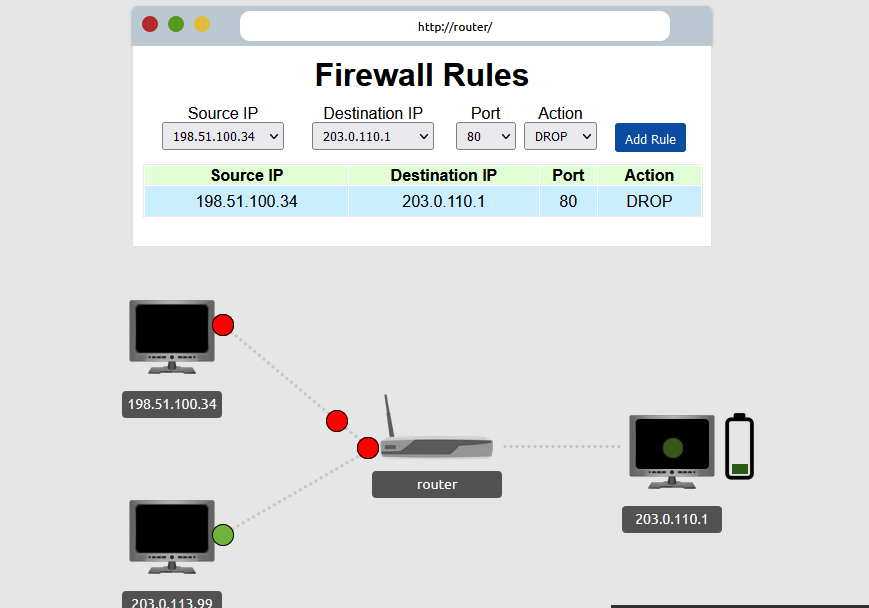 http://router/
Firewall Rules
Source IP Destination IP Port Action
198.51.100.34 203.0.110.1 80 DROP Add Rule
Source IP Destination IP Port Action
198.51.100.34 203.0.110.1 80 DROP
198.51.100.34
router
203.0.110.1
203.0.113.99